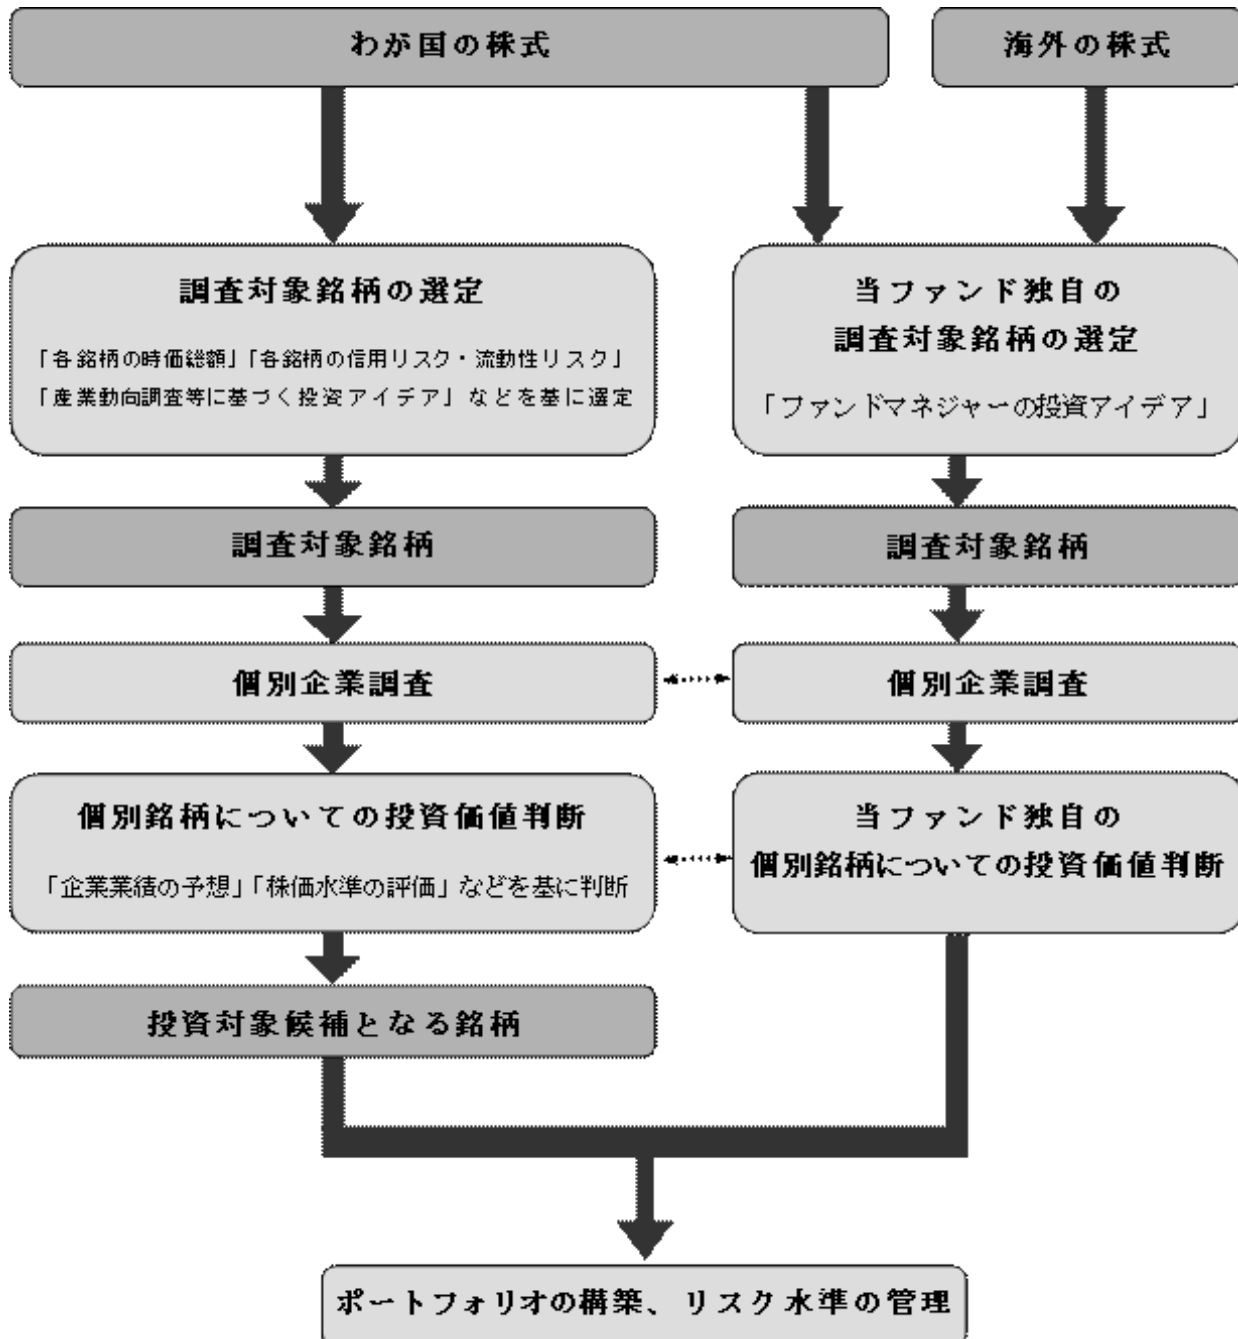 わが国の株式
海外の株式
調査対象銘柄の選定
「各銘柄の時価総額」「各銘柄の信用リスク・流動性リスク」
「産業動向調査等に基づく投資アイデア」などを基に選定
当ファンド独自の
調査対象銘柄の選定
「ファンドマネジャーの投資アイデア」
調査対象銘柄
調査対象銘柄
個別企業調査
個別企業調査
個別銘柄についての投資価値判断
「企業業績の予想」「株価水準の評価」などを基に判断
当ファンド独自の
個別銘柄についての投資価値判断
投資対象候補となる銘柄
ポートフォリオの構築、リスク水準の管理